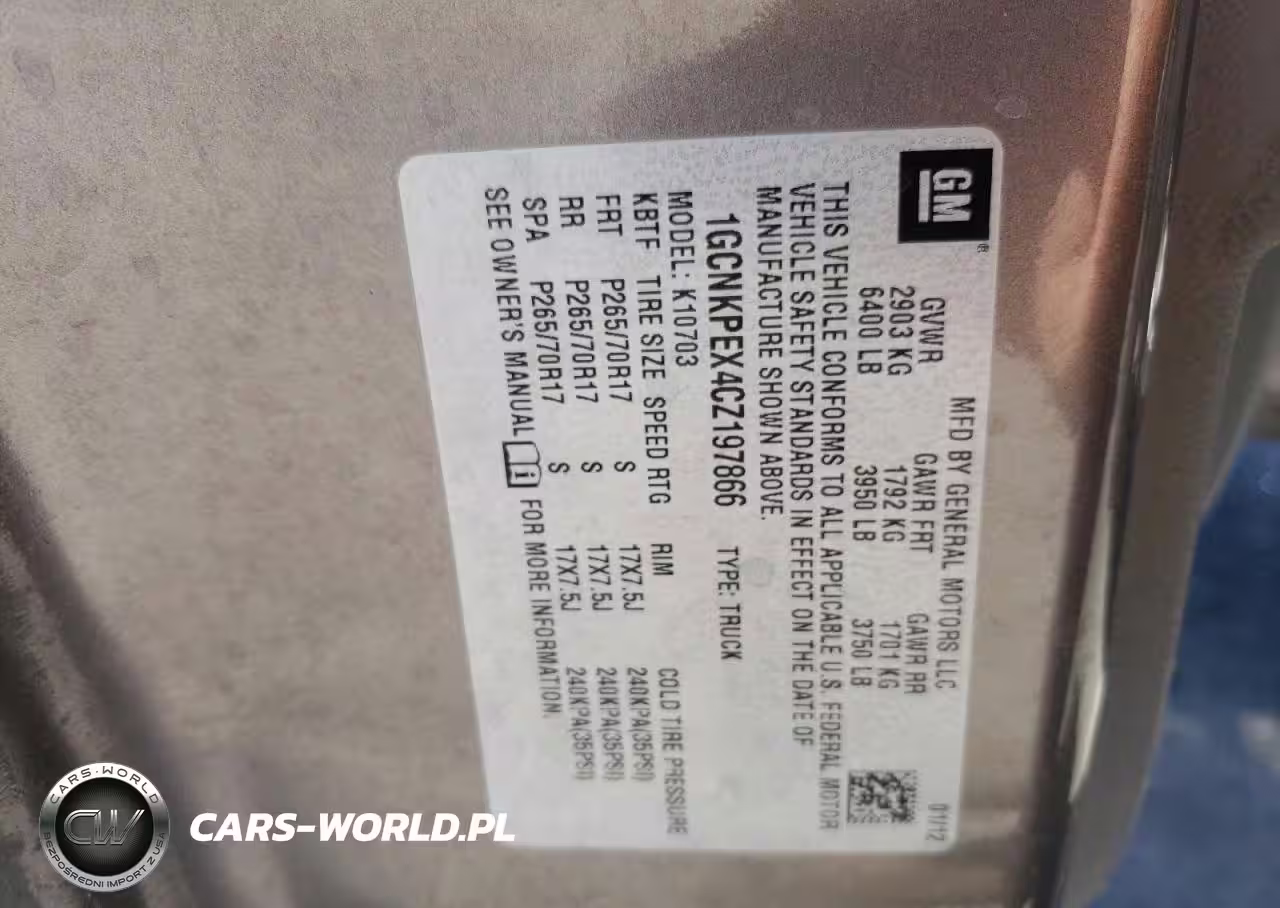 GM®
MFD BY GENERAL MOTORS LLC 01/12
GVWR GAWR FRT GAWR RR
2903 KG 1792 KG 1701 KG
6400 LB 3950 LB 3750 LB
THIS VEHICLE CONFORMS TO ALL APPLICABLE U.S. FEDERAL MOTOR
VEHICLE SAFETY STANDARDS IN EFFECT ON THE DATE OF
MANUFACTURE SHOWN ABOVE.
1GCNKPEX4CZ197866 TYPE: TRUCK
MODEL: K10703
KBTF TIRE SIZE SPEED RTG RIM COLD TIRE PRESSURE
FRT P265/70R17 S 17X7.5J 240KPA(35PSI)
RR P265/70R17 S 17X7.5J 240KPA(35PSI)
SPA P265/70R17 S 17X7.5J 240KPA(35PSI)
SEE OWNER'S MANUAL i FOR MORE INFORMATION.
CARS-WORLD
CW
BEZPOŚREDNI IMPORT Z USA
CARS-WORLD.PL